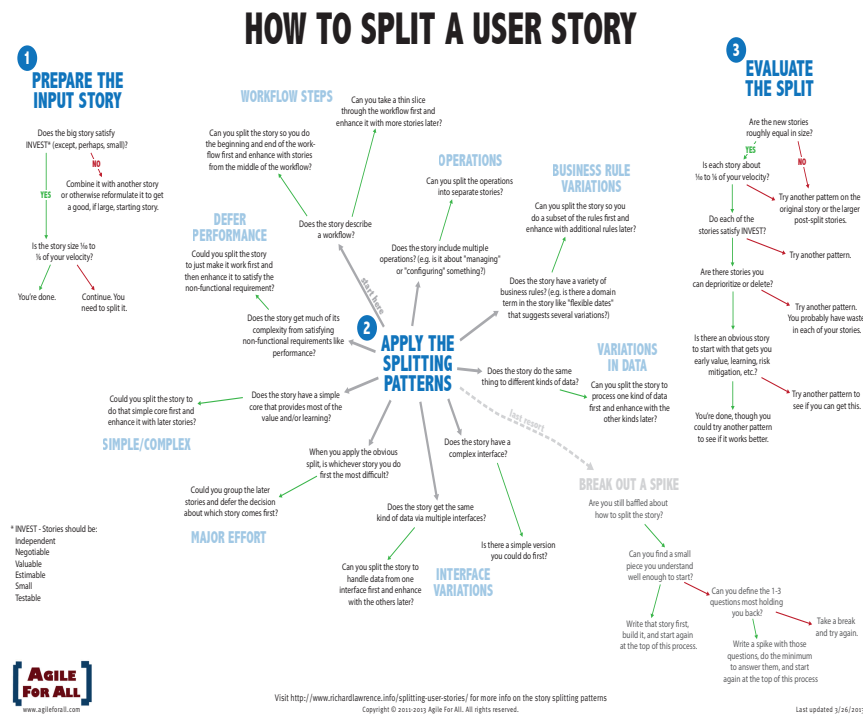 HOW TO SPLIT A USER STORY
1
PREPARE THE
INPUT STORY
Does the big story satisfy
INVEST* (except, perhaps, small)?
NO
Combine it with another story
or otherwise reformulate it to get
a good, if large, starting story.
YES
Is the story size 1⁄10 to
1⁄6 of your velocity?
You're done.
Continue. You
need to split it.
2
APPLY THE
SPLITTING
PATTERNS
start here
WORKFLOW STEPS
Can you take a thin slice
through the workflow first and
enhance it with more stories later?
Can you split the story so you do
the beginning and end of the work-
flow first and enhance with stories
from the middle of the workflow?
Does the story describe
a workflow?
OPERATIONS
Can you split the operations
into separate stories?
Does the story include multiple
operations? (e.g. is it about "managing"
or "configuring" something?)
BUSINESS RULE
VARIATIONS
Can you split the story so you
do a subset of the rules first and
enhance with additional rules later?
Does the story have a variety of
business rules? (e.g. is there a domain
term in the story like "flexible dates"
that suggests several variations?)
VARIATIONS
IN DATA
Does the story do the same
thing to different kinds of data?
Can you split the story to
process one kind of data
first and enhance with the
other kinds later?
last resort
DEFER
PERFORMANCE
Could you split the story
to just make it work first and
then enhance it to satisfy the
non-functional requirement?
Does the story get much of its
complexity from satisfying
non-functional requirements like
performance?
Does the story have a simple
core that provides most of the
value and/or learning?
Could you split the story to
do that simple core first and
enhance it with later stories?
SIMPLE/COMPLEX
When you apply the obvious
split, is whichever story you do
first the most difficult?
Could you group the later
stories and defer the decision
about which story comes first?
MAJOR EFFORT
Does the story get the same
kind of data via multiple interfaces?
Can you split the story to
handle data from one
interface first and enhance
with the others later?
INTERFACE
VARIATIONS
Does the story have a
complex interface?
Is there a simple version
you could do first?
BREAK OUT A SPIKE
Are you still baffled about
how to split the story?
Can you find a small
piece you understand
well enough to start?
Write that story first,
build it, and start again
at the top of this process.
Can you define the 1-3
questions most holding
you back?
Take a break
and try again.
Write a spike with those
questions, do the minimum
to answer them, and start
again at the top of this process
3
EVALUATE
THE SPLIT
Are the new stories
roughly equal in size?
YES
NO
Is each story about
1⁄10 to 1⁄6 of your velocity?
Try another pattern on the
original story or the larger
post-split stories.
Do each of the
stories satisfy INVEST?
Try another pattern.
Are there stories you
can deprioritize or delete?
Try another pattern.
You probably have waste
in each of your stories.
Is there an obvious story
to start with that gets you
early value, learning, risk
mitigation, etc.?
Try another pattern to
see if you can get this.
You're done, though you
could try another pattern
to see if it works better.
* INVEST - Stories should be:
Independent
Negotiable
Valuable
Estimable
Small
Testable
AGILE
FOR ALL
www.agileforall.com
Visit http://www.richardlawrence.info/splitting-user-stories/ for more info on the story splitting patterns
Copyright © 2011-2013 Agile For All. All rights reserved.
Last updated 3/26/2013